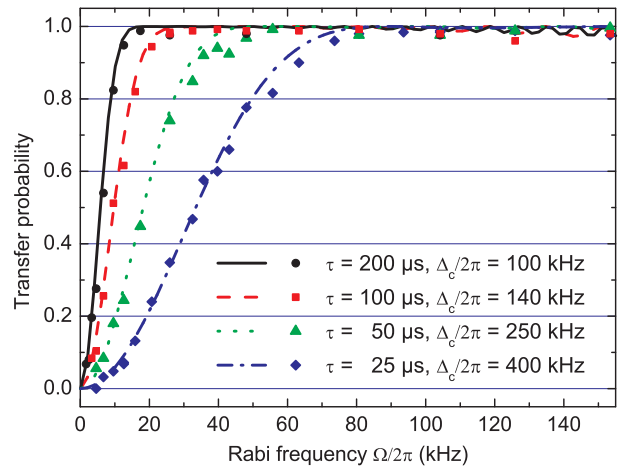 Transfer probability
1.0
0.8
0.6
0.4
0.2
0.0
τ = 200 µs, Δc/2π = 100 kHz
τ = 100 µs, Δc/2π = 140 kHz
τ = 50 µs, Δc/2π = 250 kHz
τ = 25 µs, Δc/2π = 400 kHz
0 20 40 60 80 100 120 140
Rabi frequency Ω/2π (kHz)